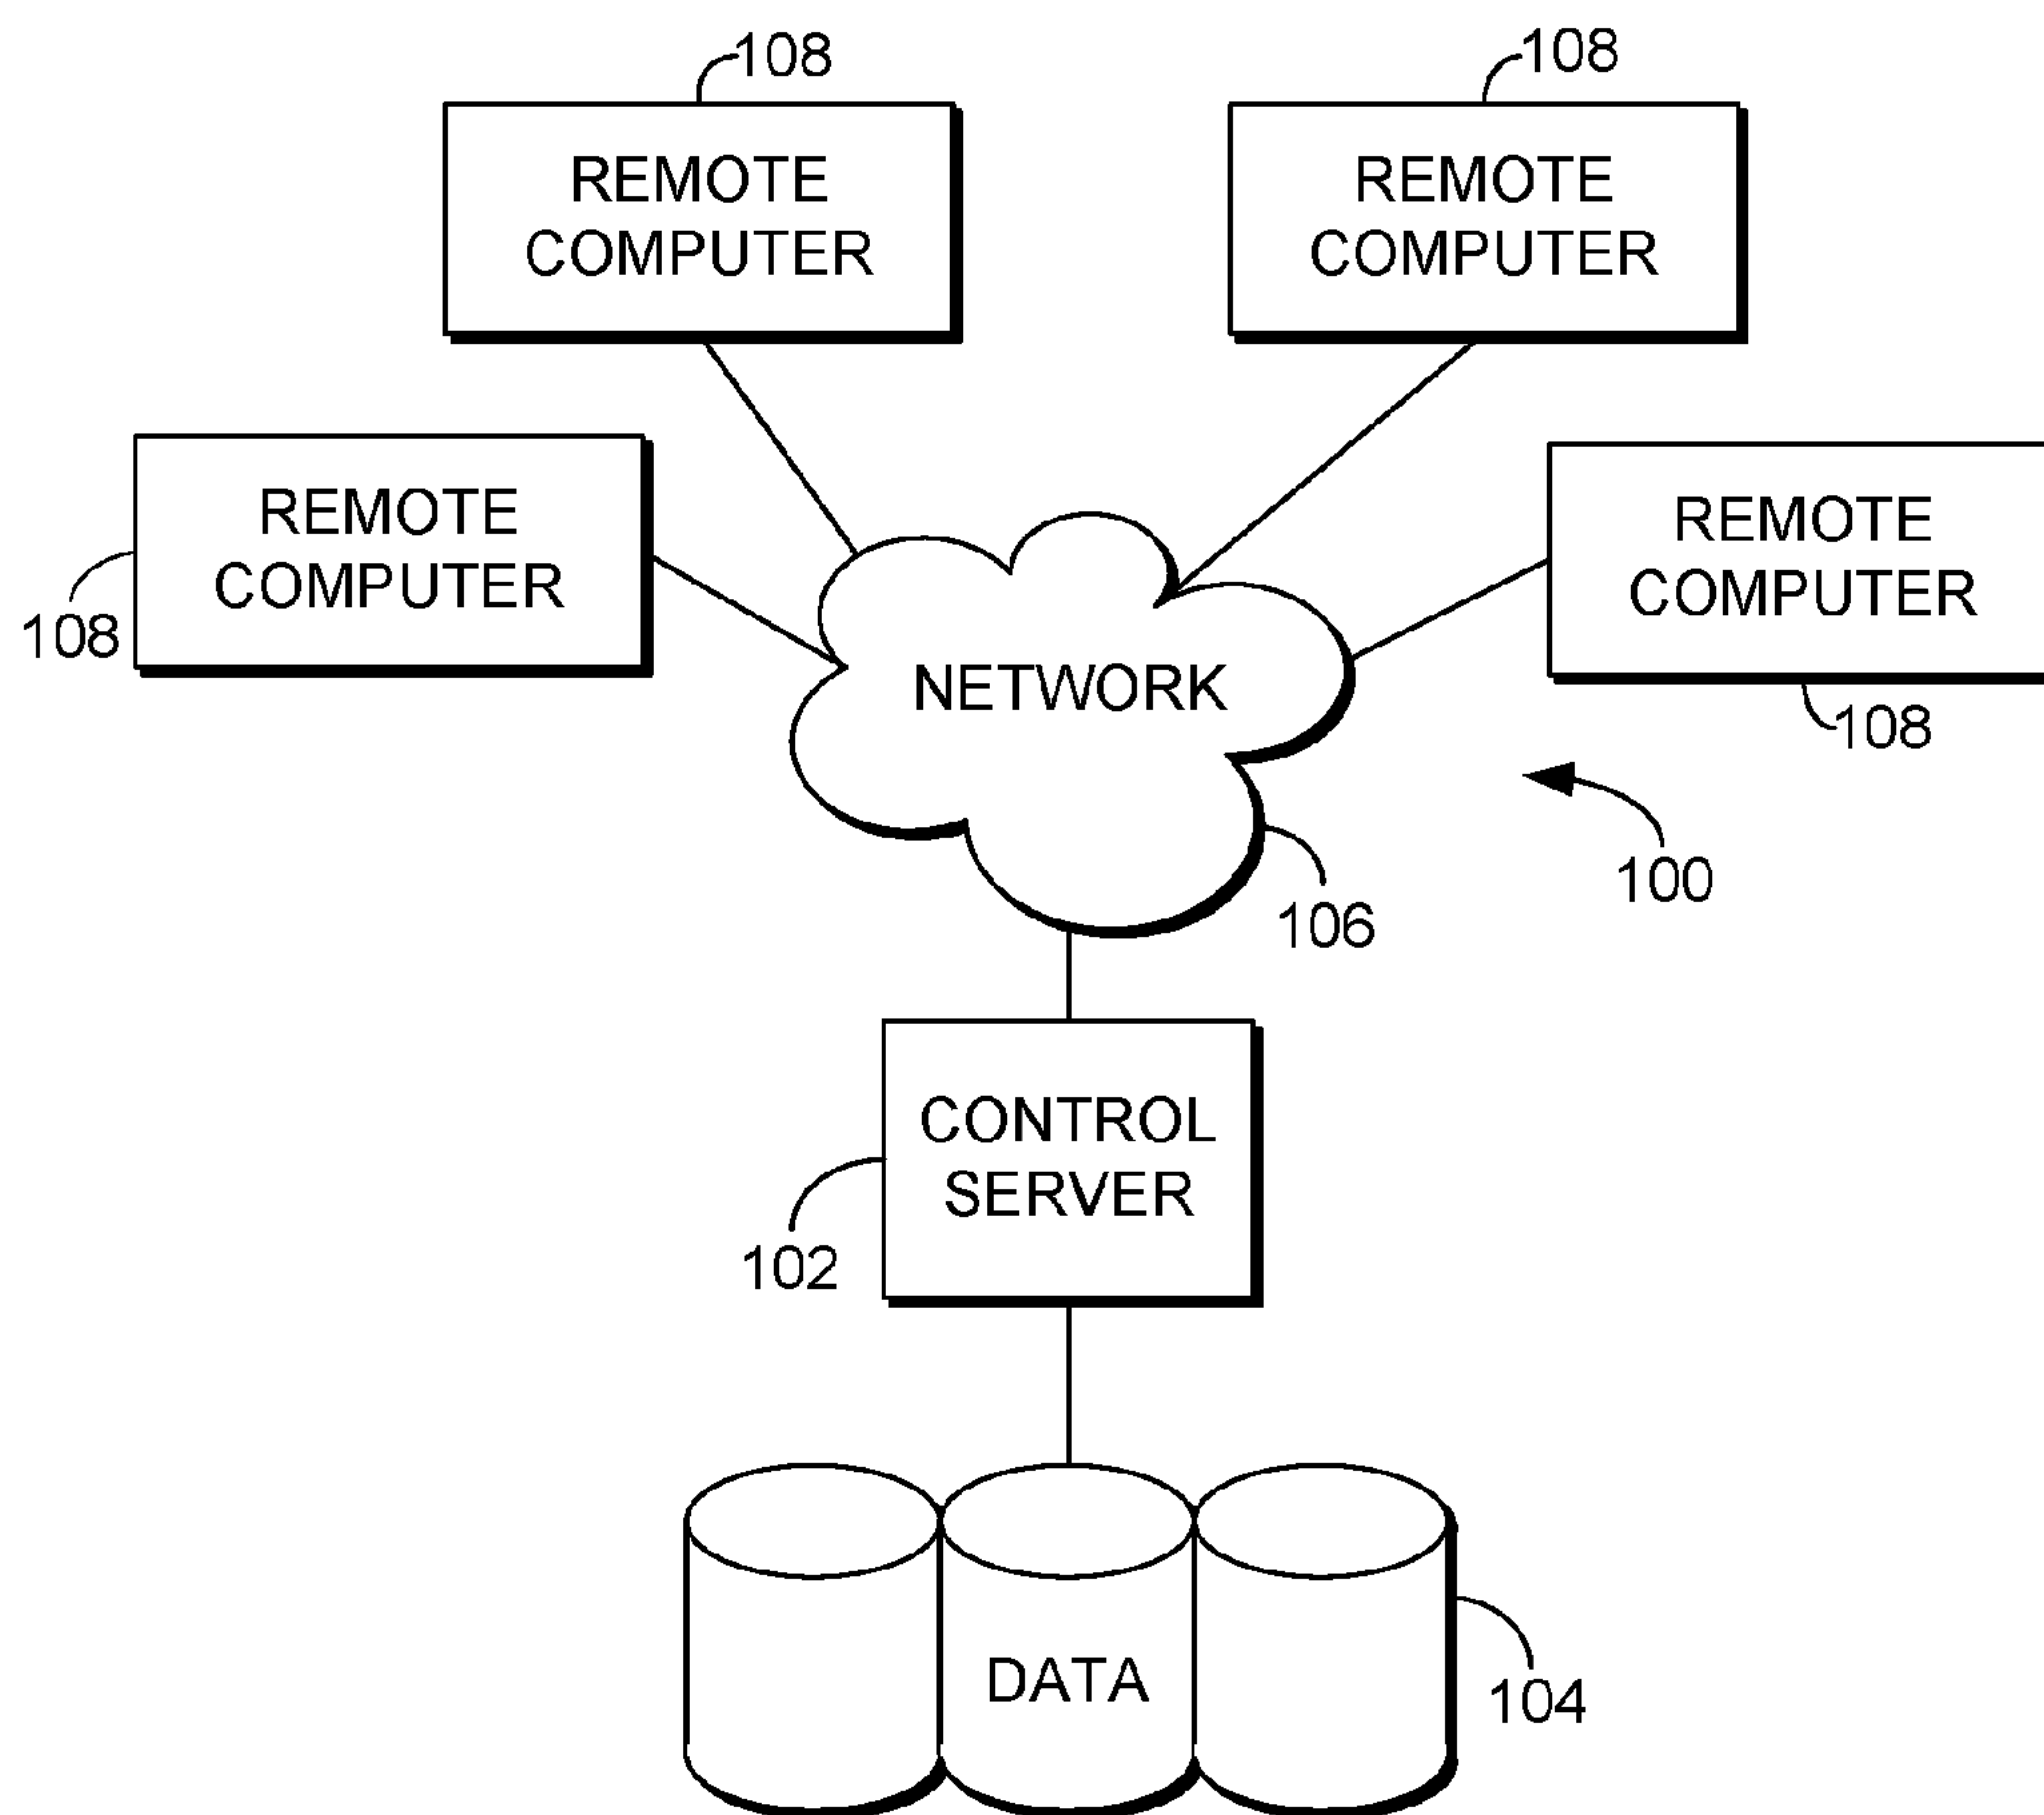 108
108
REMOTE
COMPUTER
REMOTE
COMPUTER
REMOTE
COMPUTER
REMOTE
COMPUTER
108
108
NETWORK
100
106
CONTROL
SERVER
102
DATA
104